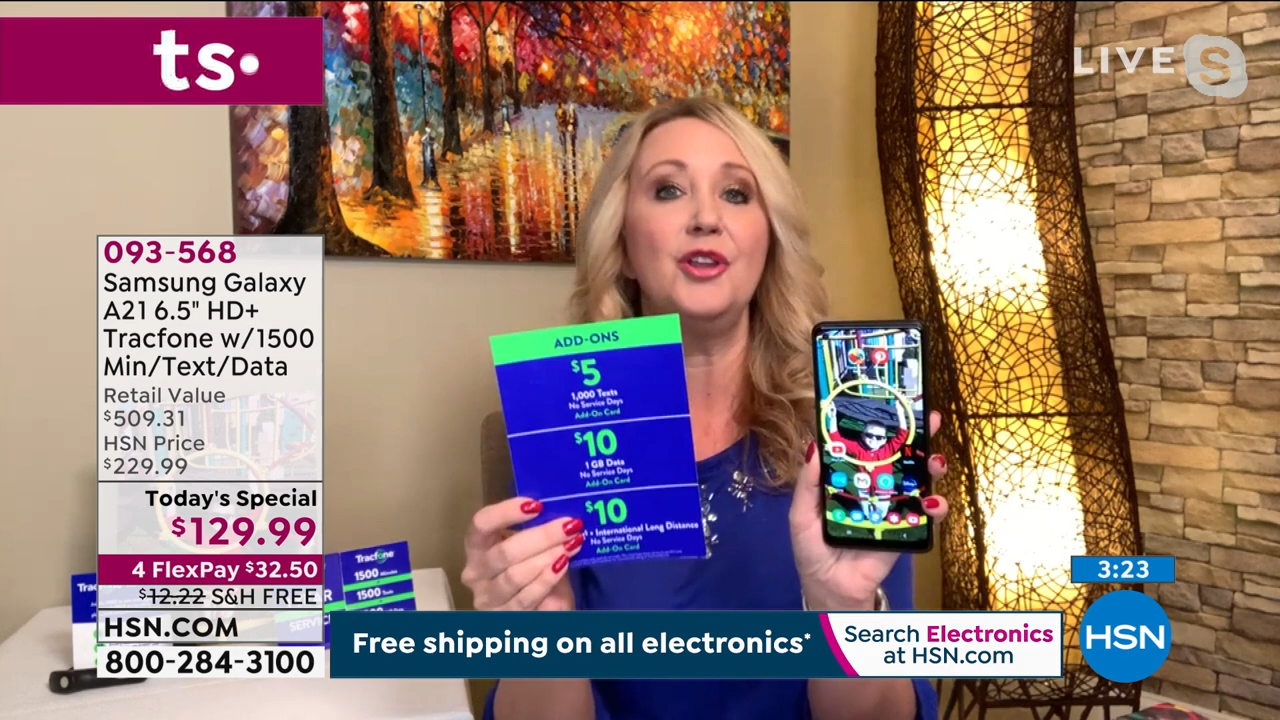 ts.
LIVE S
093-568
Samsung Galaxy
A21 6.5" HD+
Tracfone w/1500
Min/Text/Data
Retail Value
$509.31
HSN Price
$229.99
Today's Special
$129.99
4 FlexPay $32.50
$12.22 S&H FREE
HSN.COM
800-284-3100
ADD-ONS
$5
1,000 Texts
No Service Days
Add-On Card
$10
1 GB Data
No Service Days
Add-On Card
$10
International Long Distance
No Service Days
Add-On Card
Tracfone
1500 Minutes
1500 Texts
Free shipping on all electronics*
Search Electronics
at HSN.com
3:23
HSN